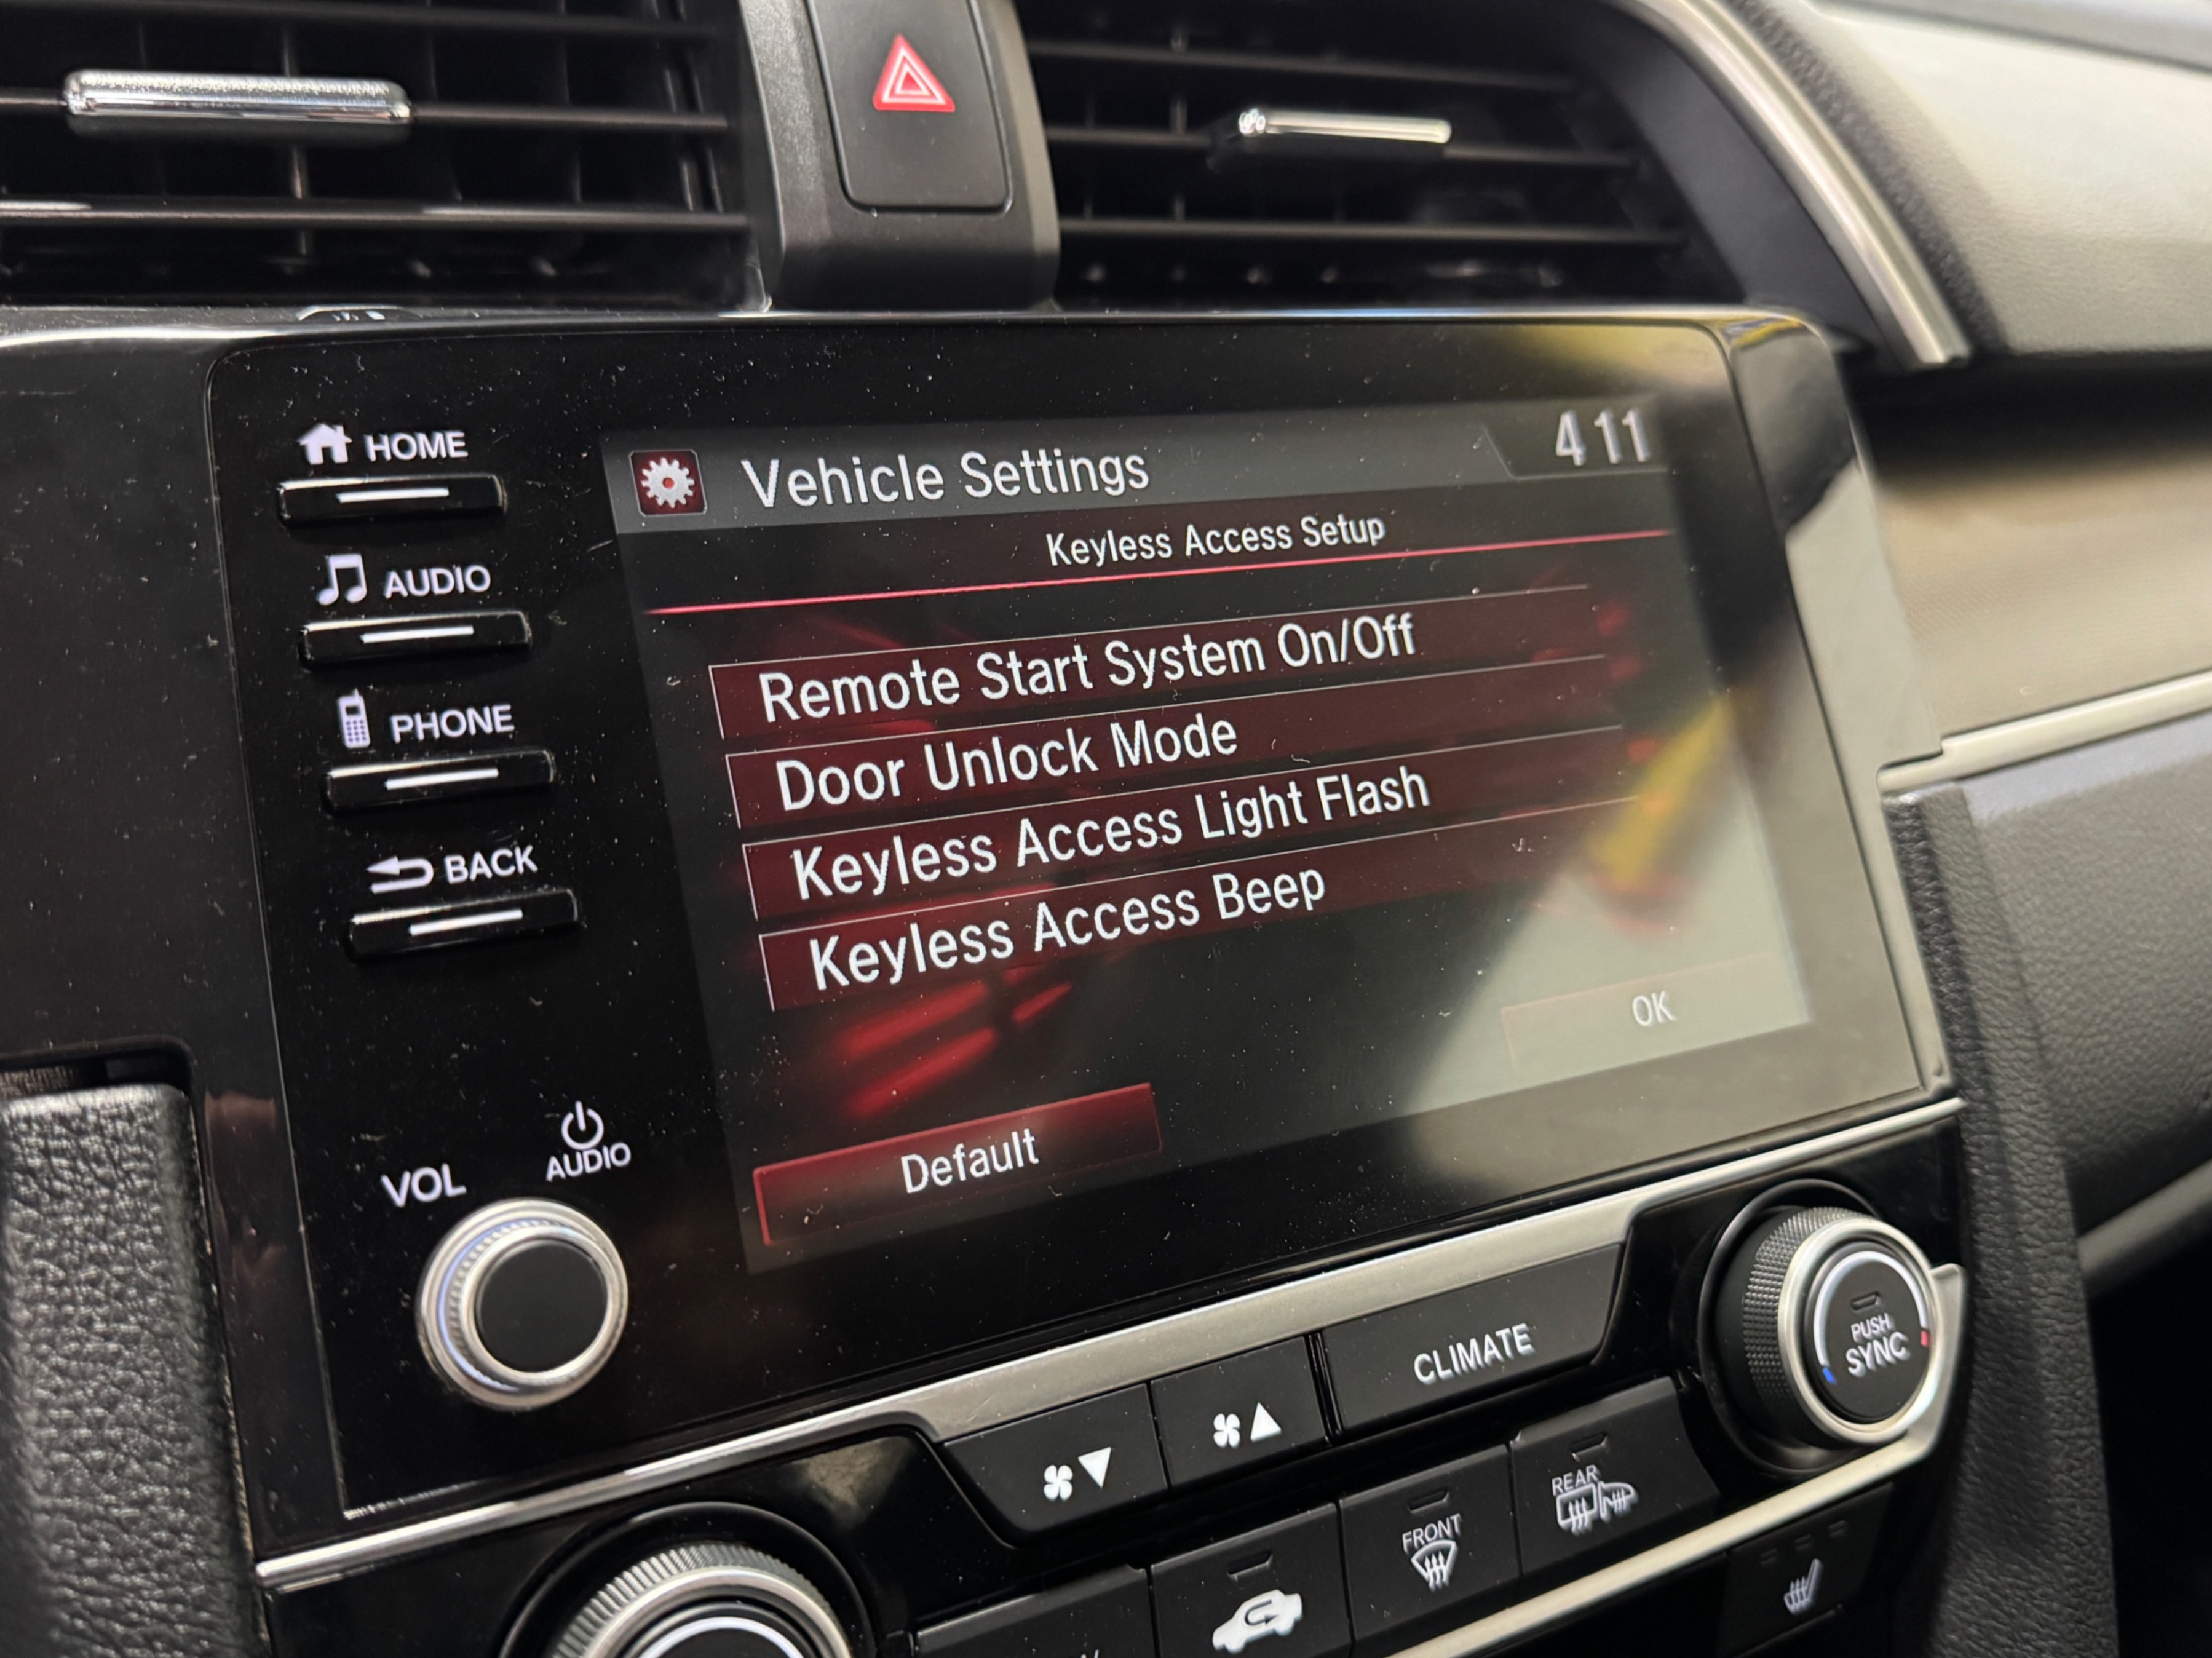 HOME
AUDIO
PHONE
BACK
VOL
AUDIO
Vehicle Settings
4 11
Keyless Access Setup
Remote Start System On/Off
Door Unlock Mode
Keyless Access Light Flash
Keyless Access Beep
OK
Default
CLIMATE
PUSH
SYNC
REAR
FRONT